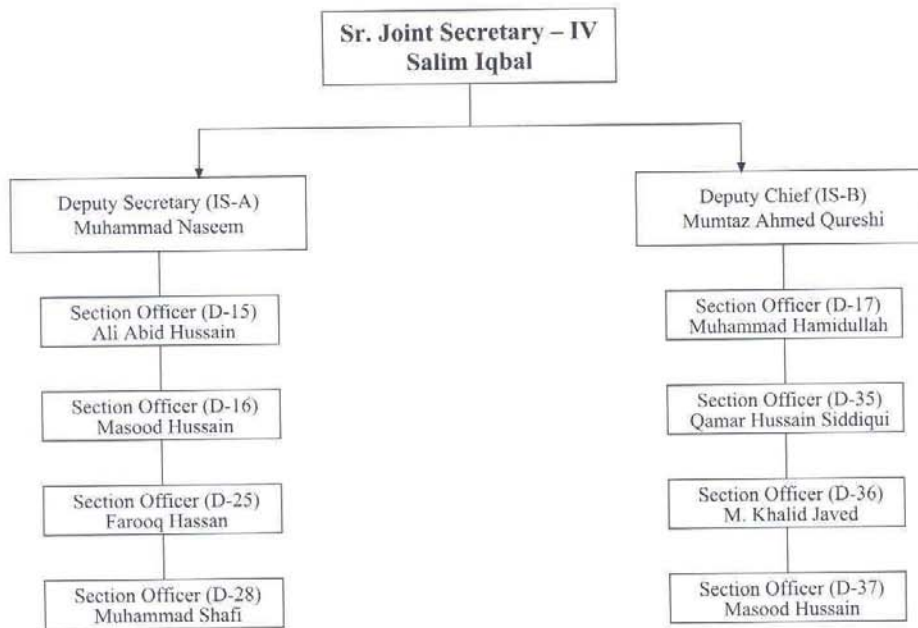 Sr. Joint Secretary – IV
Salim Iqbal
Deputy Secretary (IS-A)
Muhammad Naseem
Section Officer (D-15)
Ali Abid Hussain
Section Officer (D-16)
Masood Hussain
Section Officer (D-25)
Farooq Hassan
Section Officer (D-28)
Muhammad Shafi
Deputy Chief (IS-B)
Mumtaz Ahmed Qureshi
Section Officer (D-17)
Muhammad Hamidullah
Section Officer (D-35)
Qamar Hussain Siddiqui
Section Officer (D-36)
M. Khalid Javed
Section Officer (D-37)
Masood Hussain